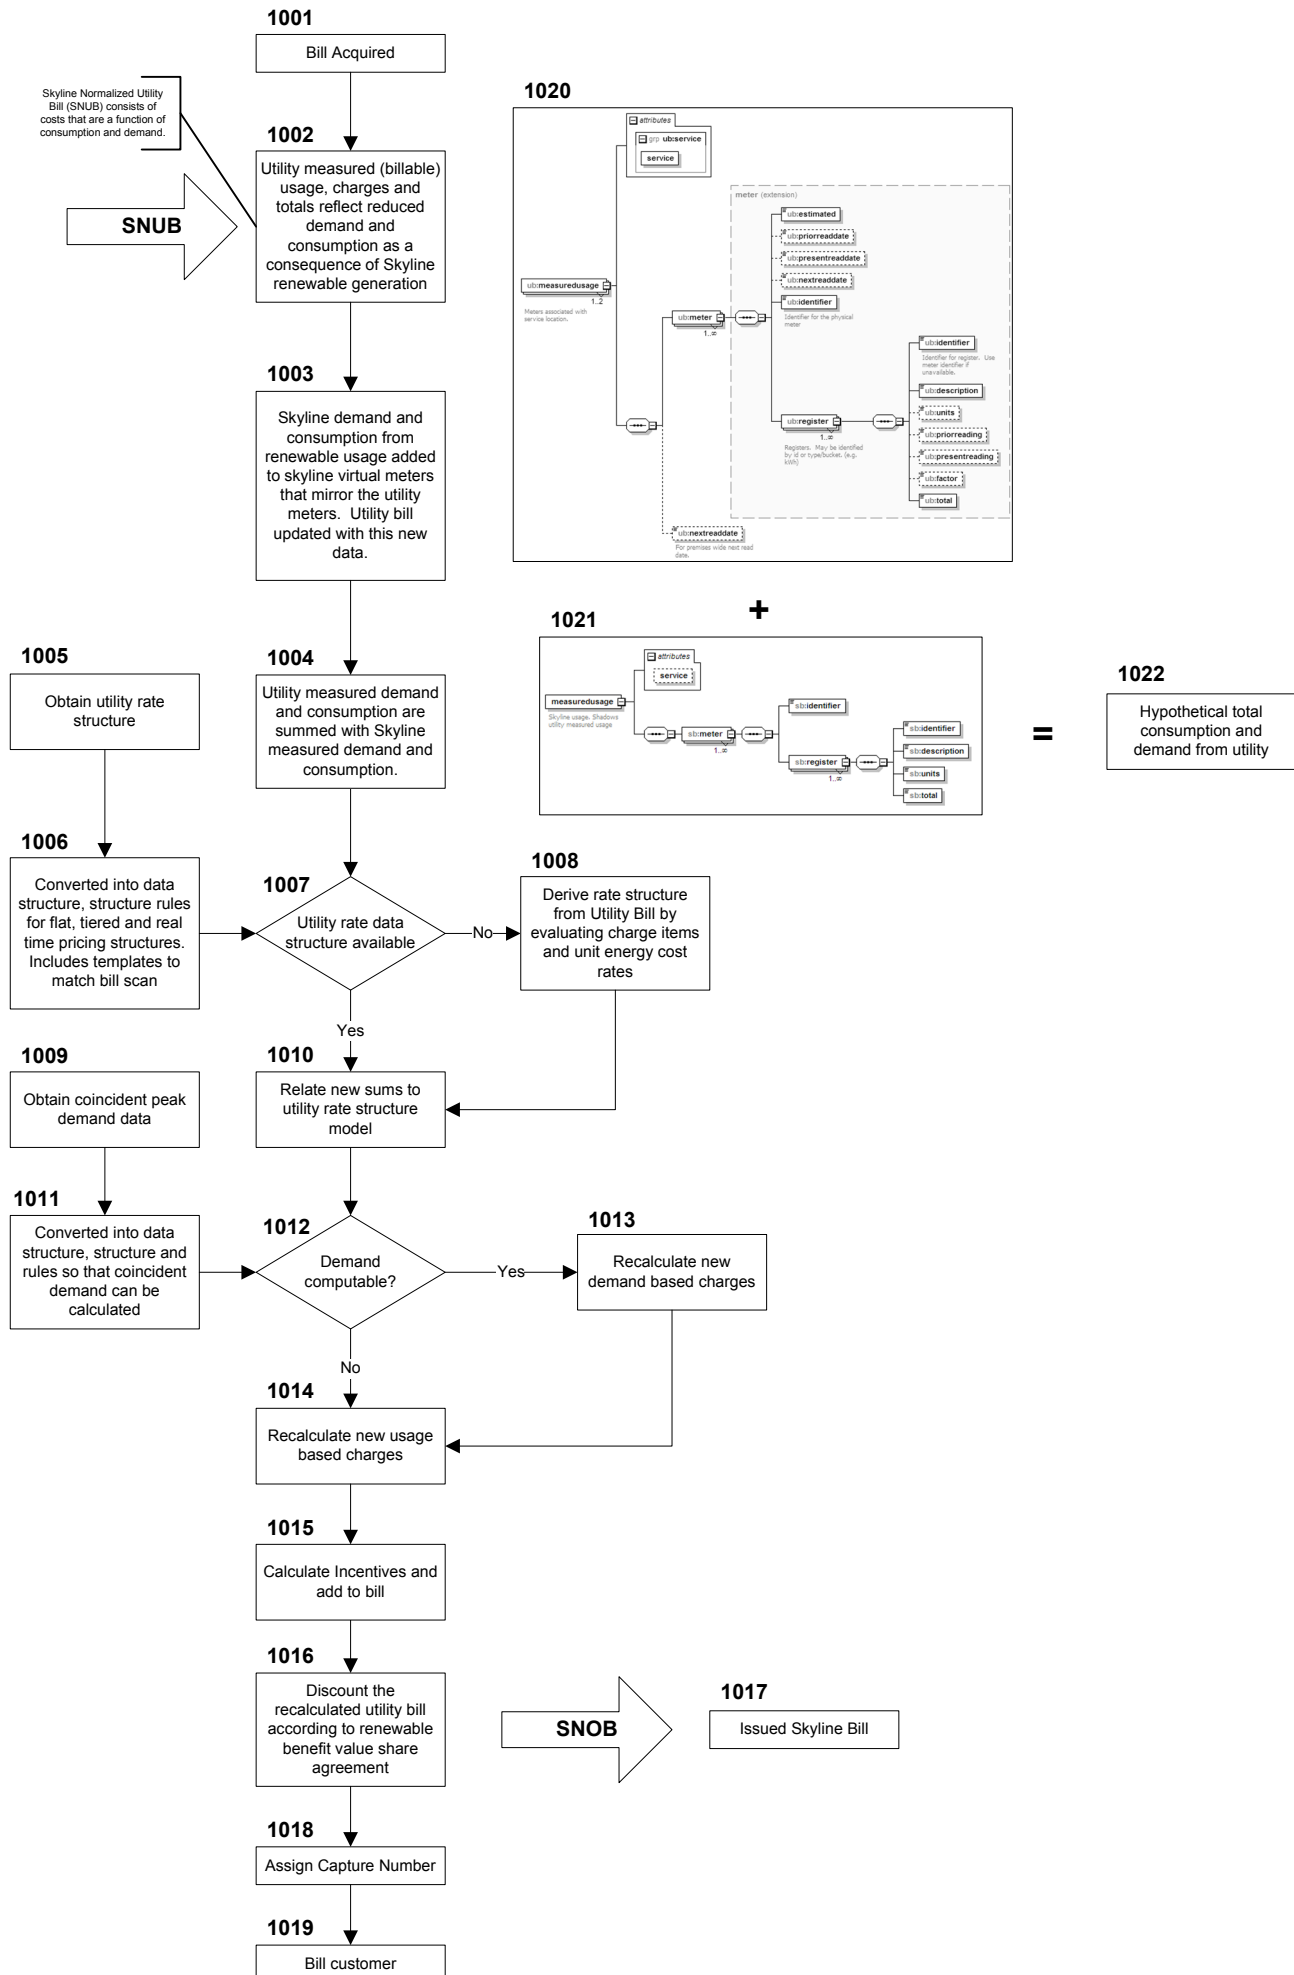 1001
Bill Acquired
Skyline Normalized Utility
Bill (SNUB) consists of
costs that are a function of
consumption and demand.
SNUB
1002
Utility measured (billable)
usage, charges and
totals reflect reduced
demand and
consumption as a
consequence of Skyline
renewable generation
1003
Skyline demand and
consumption from
renewable usage added
to skyline virtual meters
that mirror the utility
meters. Utility bill
updated with this new
data.
1020
attributes
grp ub:service
service
ub:measuredusage
1..2
Meters associated with
service location.
meter (extension)
ub:estimated
ub:priorreaddate
ub:presentreaddate
ub:nextreaddate
ub:identifier
Identifier for the physical
meter
ub:meter
1..∞
ub:register
1..∞
Registers. May be identified
by id or type/bucket. (e.g.
kWh)
ub:identifier
Identifier for register. Use
meter identifier if
unavailable.
ub:description
ub:units
ub:priorreading
ub:presentreading
ub:factor
ub:total
ub:nextreaddate
For premises wide next read
date.
+
1021
attributes
service
measuredusage
Skyline usage. Shadows
utility measured usage
sb:meter
1..∞
sb:identifier
sb:register
1..∞
sb:identifier
sb:description
sb:units
sb:total
=
1022
Hypothetical total
consumption and
demand from utility
1004
Utility measured demand
and consumption are
summed with Skyline
measured demand and
consumption.
1005
Obtain utility rate
structure
1006
Converted into data
structure, structure rules
for flat, tiered and real
time pricing structures.
Includes templates to
match bill scan
1007
Utility rate data
structure available
No
Yes
1008
Derive rate structure
from Utility Bill by
evaluating charge items
and unit energy cost
rates
1009
Obtain coincident peak
demand data
1010
Relate new sums to
utility rate structure
model
1011
Converted into data
structure, structure and
rules so that coincident
demand can be
calculated
1012
Demand
computable?
Yes
No
1013
Recalculate new
demand based charges
1014
Recalculate new usage
based charges
1015
Calculate Incentives and
add to bill
1016
Discount the
recalculated utility bill
according to renewable
benefit value share
agreement
SNOB
1017
Issued Skyline Bill
1018
Assign Capture Number
1019
Bill customer